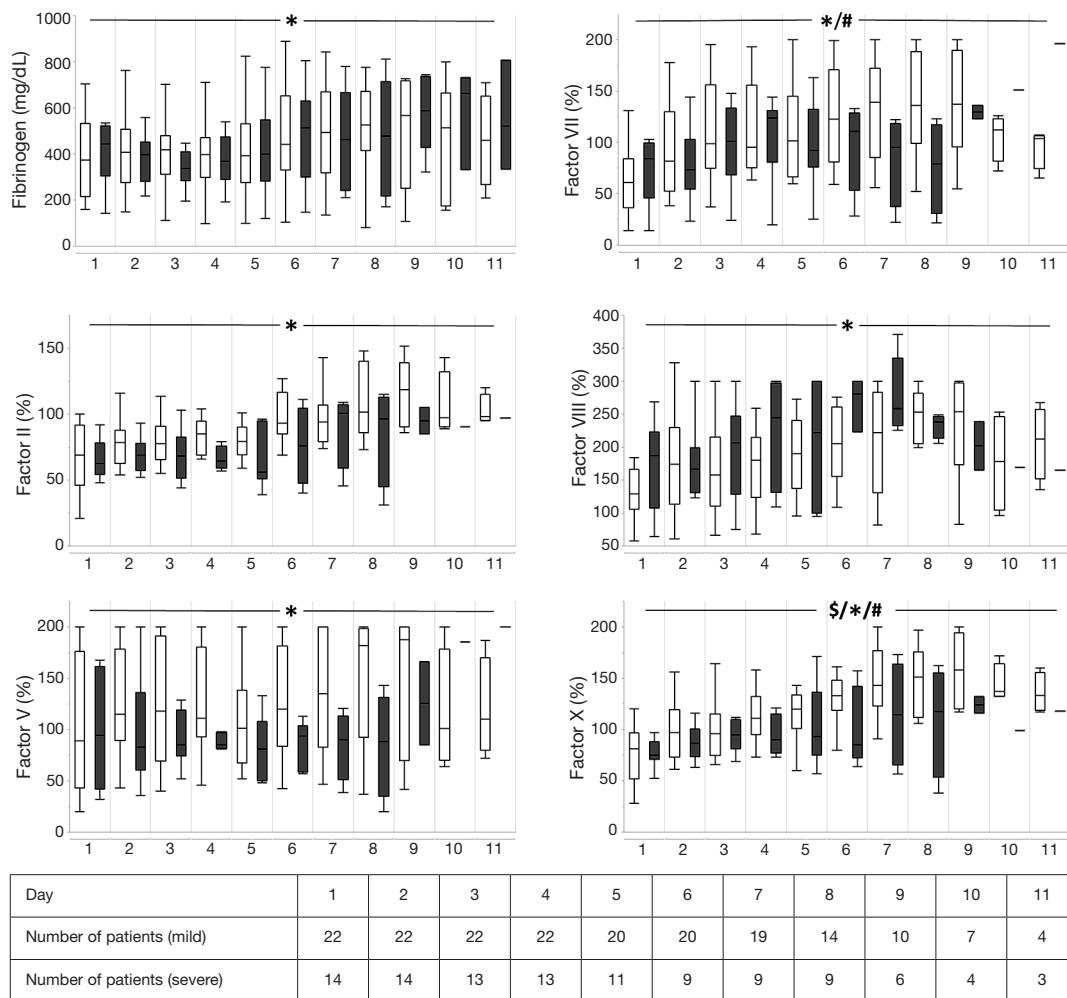 *
Fibrinogen (mg/dL)
1000
800
600
400
200
0
1 2 3 4 5 6 7 8 9 10 11
*/#
Factor VII (%)
200
150
100
50
0
1 2 3 4 5 6 7 8 9 10 11
*
Factor II (%)
150
100
50
0
1 2 3 4 5 6 7 8 9 10 11
*
Factor VIII (%)
400
350
300
250
200
150
100
50
1 2 3 4 5 6 7 8 9 10 11
*
Factor V (%)
200
150
100
50
0
1 2 3 4 5 6 7 8 9 10 11
$/*/#
Factor X (%)
200
150
100
50
0
1 2 3 4 5 6 7 8 9 10 11
Day 1 2 3 4 5 6 7 8 9 10 11
Number of patients (mild) 22 22 22 22 20 20 19 14 10 7 4
Number of patients (severe) 14 14 13 13 11 9 9 9 6 4 3